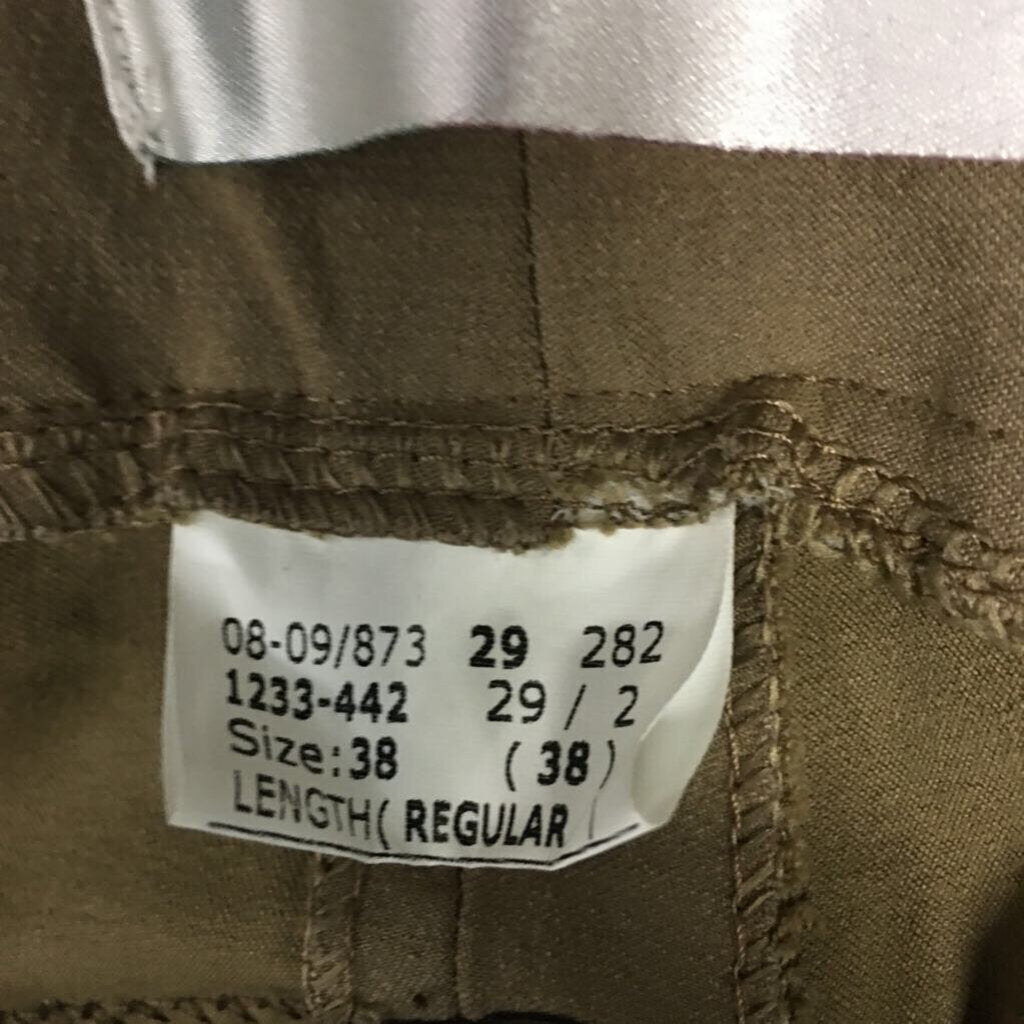 08-09/873 29 282
1233-442 29 / 2
Size:38 (38)
LENGTH( REGULAR (